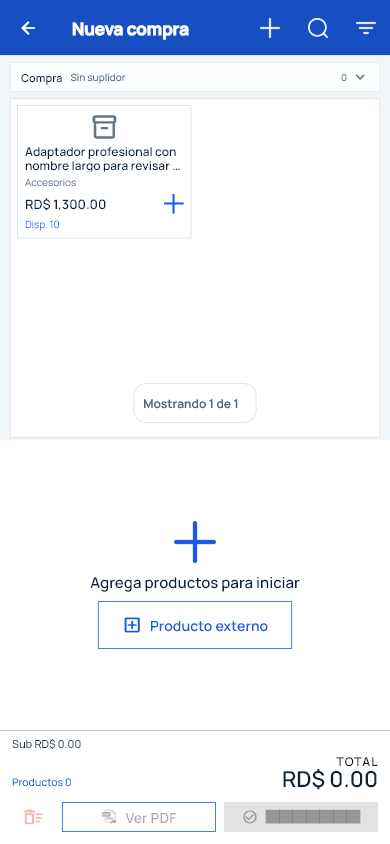 Nueva compra
Compra Sin suplidor 0
Adaptador profesional con
nombre largo para revisar ...
Accesorios
RD$ 1,300.00
Disp. 10
Mostrando 1 de 1
Agrega productos para iniciar
Producto externo
Sub RD$ 0.00
TOTAL
RD$ 0.00
Productos 0
Ver PDF